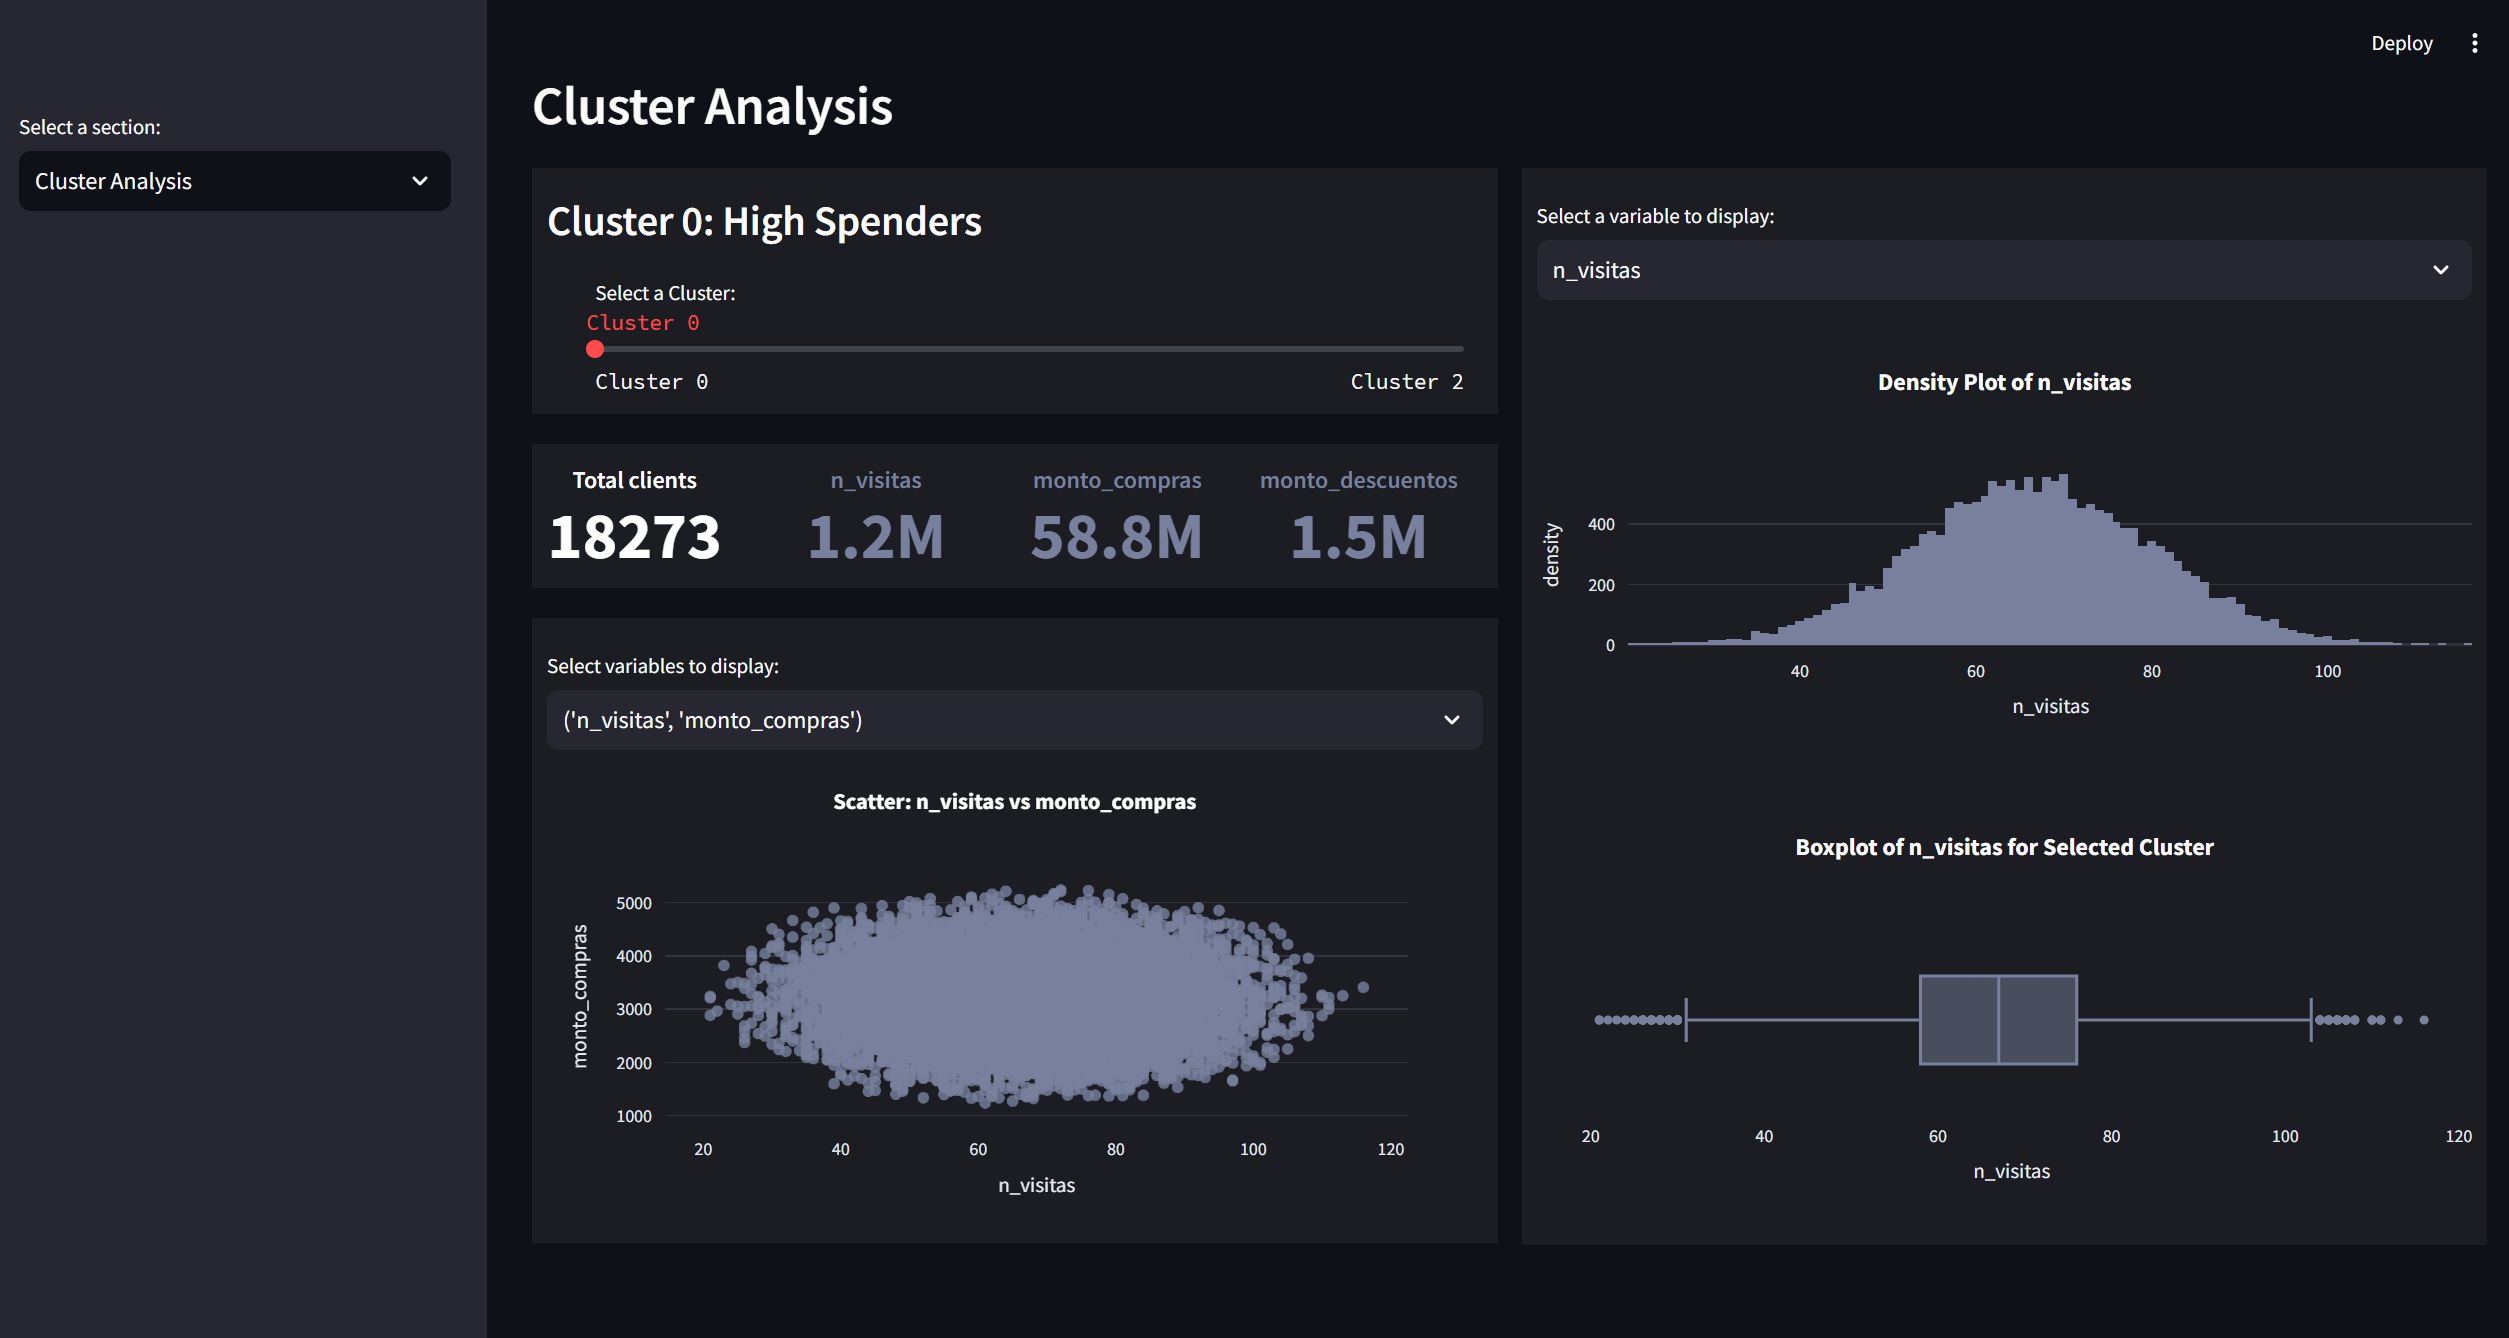 Deploy
Select a section:
Cluster Analysis
Cluster Analysis
Cluster 0: High Spenders
Select a Cluster:
Cluster 0
Cluster 0 Cluster 2
Total clients n_visitas monto_compras monto_descuentos
18273 1.2M 58.8M 1.5M
Select variables to display:
('n_visitas', 'monto_compras')
Scatter: n_visitas vs monto_compras
monto_compras
5000
4000
3000
2000
1000
20 40 60 80 100 120
n_visitas
Select a variable to display:
n_visitas
Density Plot of n_visitas
density
400
200
0
40 60 80 100
n_visitas
Boxplot of n_visitas for Selected Cluster
20 40 60 80 100 120
n_visitas